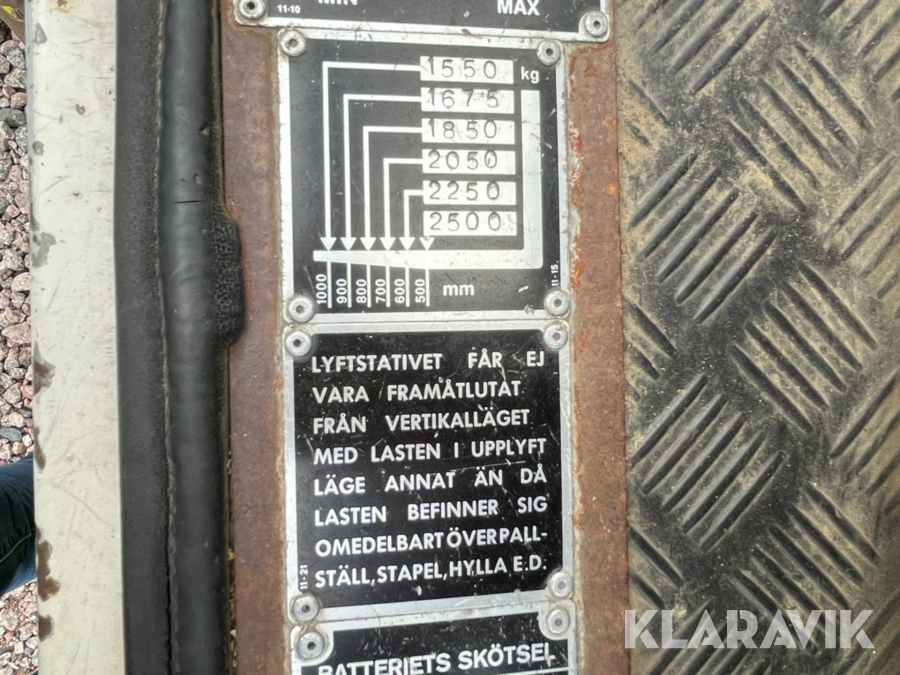 11-10
MAX
1550 kg
1675
1850
2050
2250
2500
1000 900 800 700 600 500 mm
11-15
LYFTSTATIVET FÅR EJ
VARA FRAMÅTLUTAT
FRÅN VERTIKALLÄGET
MED LASTEN I UPPLYFT
LÄGE ANNAT ÄN DÅ
LASTEN BEFINNER SIG
OMEDELBART ÖVER PALL-
STÄLL, STAPEL, HYLLA E.D.
11-21
BATTERIETS SKÖTSEL
KLARAVIK